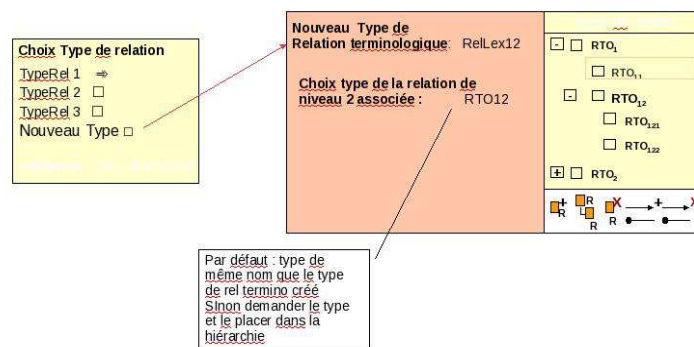 Choix Type de relation
TypeRel 1 ⇒
TypeRel 2 □
TypeRel 3 □
Nouveau Type □
Nouveau Type de
Relation terminologique: RelLex12
Choix type de la relation de
niveau 2 associée : RTO12
- □ RTO1
□ RTO11
- □ RTO12
□ RTO121
□ RTO122
+ □ RTO2
+ R X + X
R R R
Par défaut : type de
même nom que le type
de rel termino créé
SInon demander le type
et le placer dans la
hiérarchie